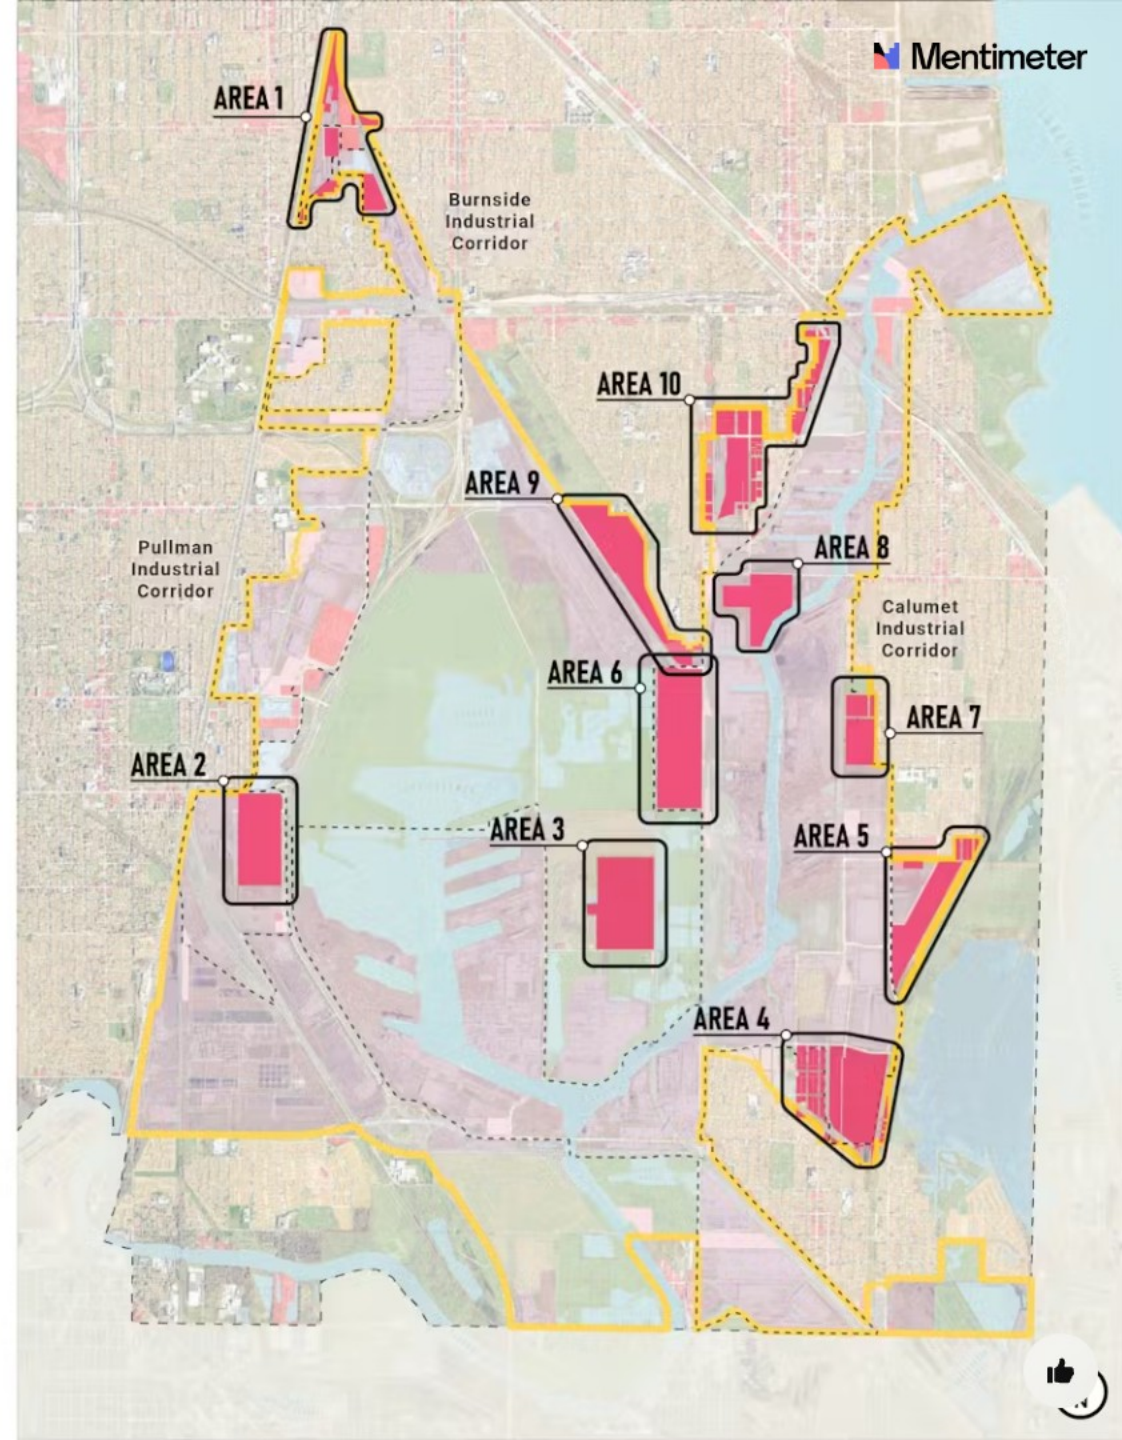 Mentimeter
AREA 1
Burnside
Industrial
Corridor
AREA 10
AREA 9
Pullman
Industrial
Corridor
AREA 8
Calumet
Industrial
Corridor
AREA 6
AREA 7
AREA 2
AREA 3
AREA 5
AREA 4